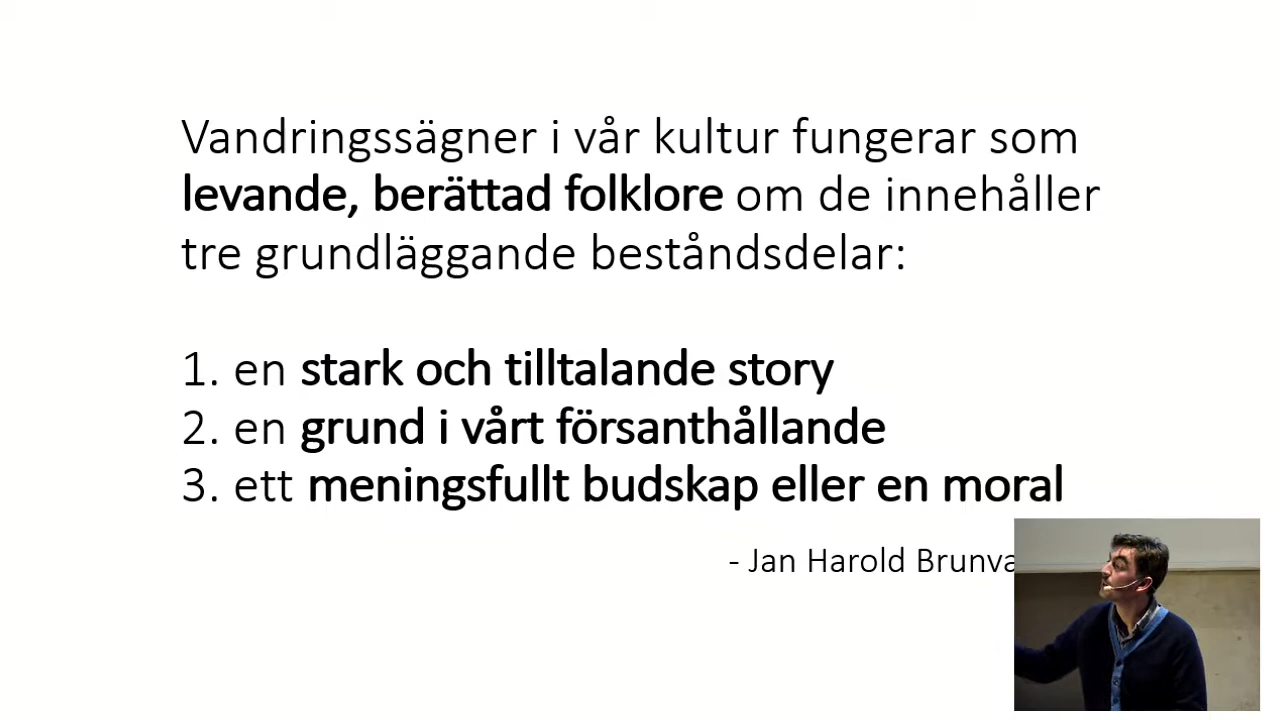 Vandringssägner i vår kultur fungerar som
levande, berättad folklore om de innehåller
tre grundläggande beståndsdelar:
1. en stark och tilltalande story
2. en grund i vårt försanthållande
3. ett meningsfullt budskap eller en moral
- Jan Harold